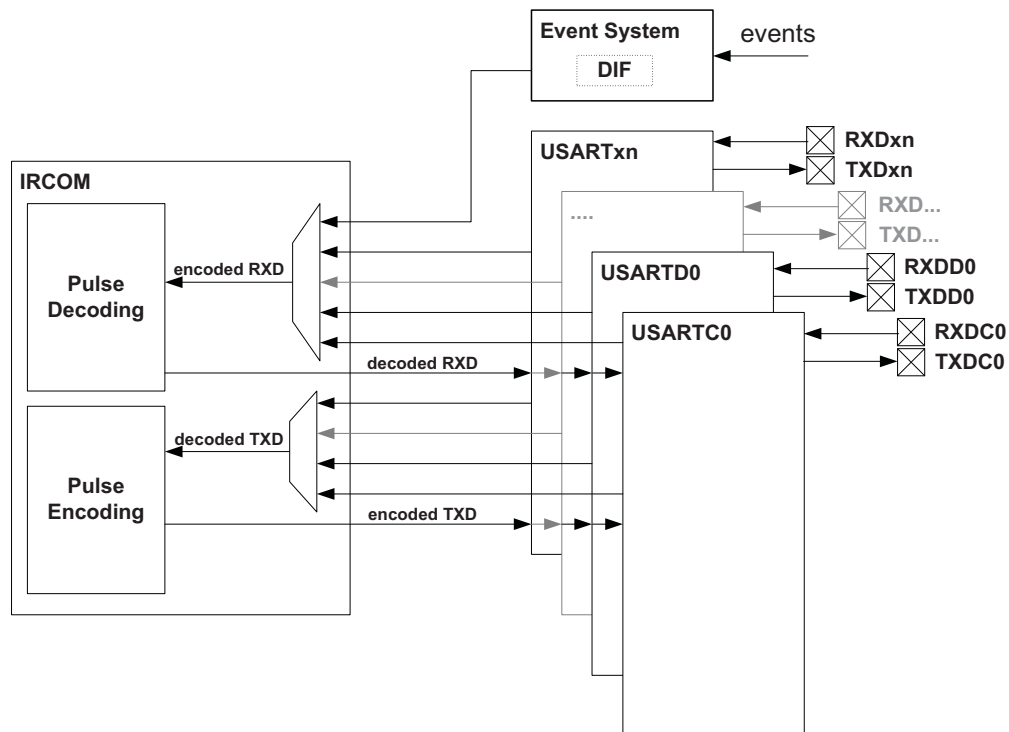 Event System
DIF
events
USARTxn
RXDxn
TXDxn
IRCOM
....
RXD...
TXD...
encoded RXD
Pulse
Decoding
USARTD0
RXDD0
TXDD0
USARTC0
RXDC0
TXDC0
decoded RXD
decoded TXD
Pulse
Encoding
encoded TXD